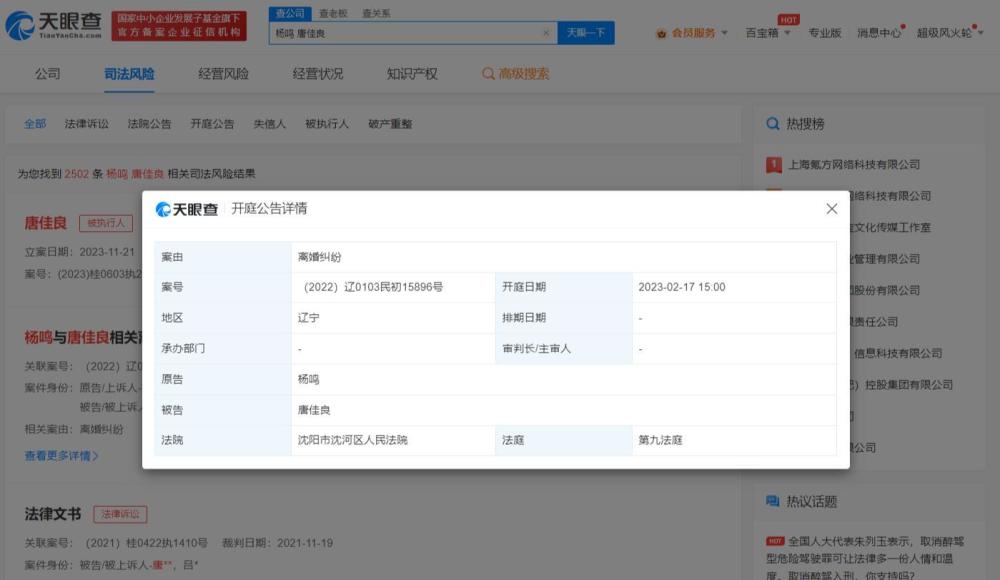 天眼查
TianYanCha.com
国家中小企业发展子基金旗下
官方备案企业征信机构
查公司 查老板 查关系
杨鸣 唐佳良 × 天眼一下
会员服务 百宝箱 HOT 专业版 消息中心 超级风火轮
公司 司法风险 经营风险 经营状况 知识产权 高级搜索
全部 法律诉讼 法院公告 开庭公告 失信人 被执行人 破产重整
热搜榜
为您找到 2502 条 杨鸣 唐佳良 相关司法风险结果
1 上海氪方网络科技有限公司
网络科技有限公司
文化传媒工作室
业管理有限公司
股份有限公司
责任公司
信息科技有限公司
控股集团有限公司
公司
唐佳良 被执行人
立案日期：2023-11-21
案号：(2023)桂0603执2
杨鸣与唐佳良相关
关联案号：（2022）辽0
案件身份：原告/上诉人-
被告/被上诉人
相关案由：离婚纠纷
查看更多详情>
天眼查 开庭公告详情 ×
案由 离婚纠纷
案号 （2022）辽0103民初15896号 开庭日期 2023-02-17 15:00
地区 辽宁 排期日期 -
承办部门 - 审判长/主审人 -
原告 杨鸣
被告 唐佳良
法院 沈阳市沈河区人民法院 法庭 第九法庭
法律文书 法律诉讼
关联案号：（2021）桂0422执1410号 裁判日期：2021-11-19
案件身份：被告/被上诉人-唐**，吕*
热议话题
HOT 全国人大代表朱列玉表示，取消醉驾
型危险驾驶罪可让法律多一份人情和温
度。取消醉驾入刑，你支持吗？